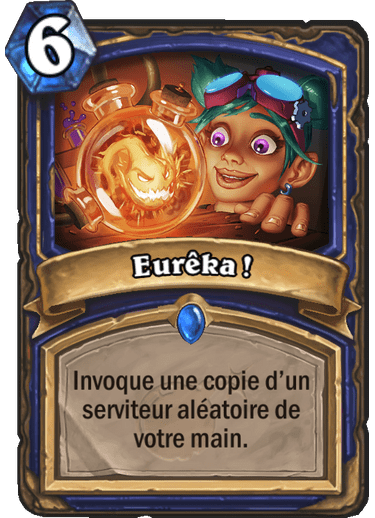 6
Eurêka !
Invoque une copie d'un
serviteur aléatoire de
votre main.